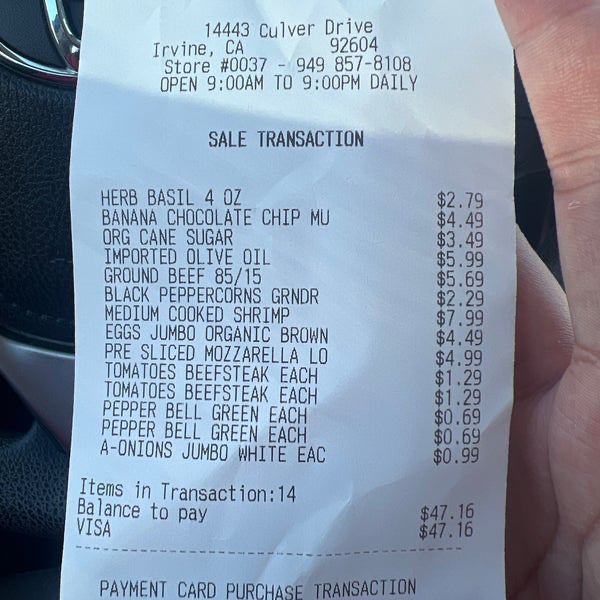 14443 Culver Drive
Irvine, CA 92604
Store #0037 - 949 857-8108
OPEN 9:00AM TO 9:00PM DAILY
SALE TRANSACTION
HERB BASIL 4 OZ $2.79
BANANA CHOCOLATE CHIP MU $4.49
ORG CANE SUGAR $3.49
IMPORTED OLIVE OIL $5.99
GROUND BEEF 85/15 $5.69
BLACK PEPPERCORNS GRNDR $2.29
MEDIUM COOKED SHRIMP $7.99
EGGS JUMBO ORGANIC BROWN $4.49
PRE SLICED MOZZARELLA LO $4.99
TOMATOES BEEFSTEAK EACH $1.29
TOMATOES BEEFSTEAK EACH $1.29
PEPPER BELL GREEN EACH $0.69
PEPPER BELL GREEN EACH $0.69
A-ONIONS JUMBO WHITE EAC $0.99
Items in Transaction:14
Balance to pay $47.16
VISA $47.16
PAYMENT CARD PURCHASE TRANSACTION